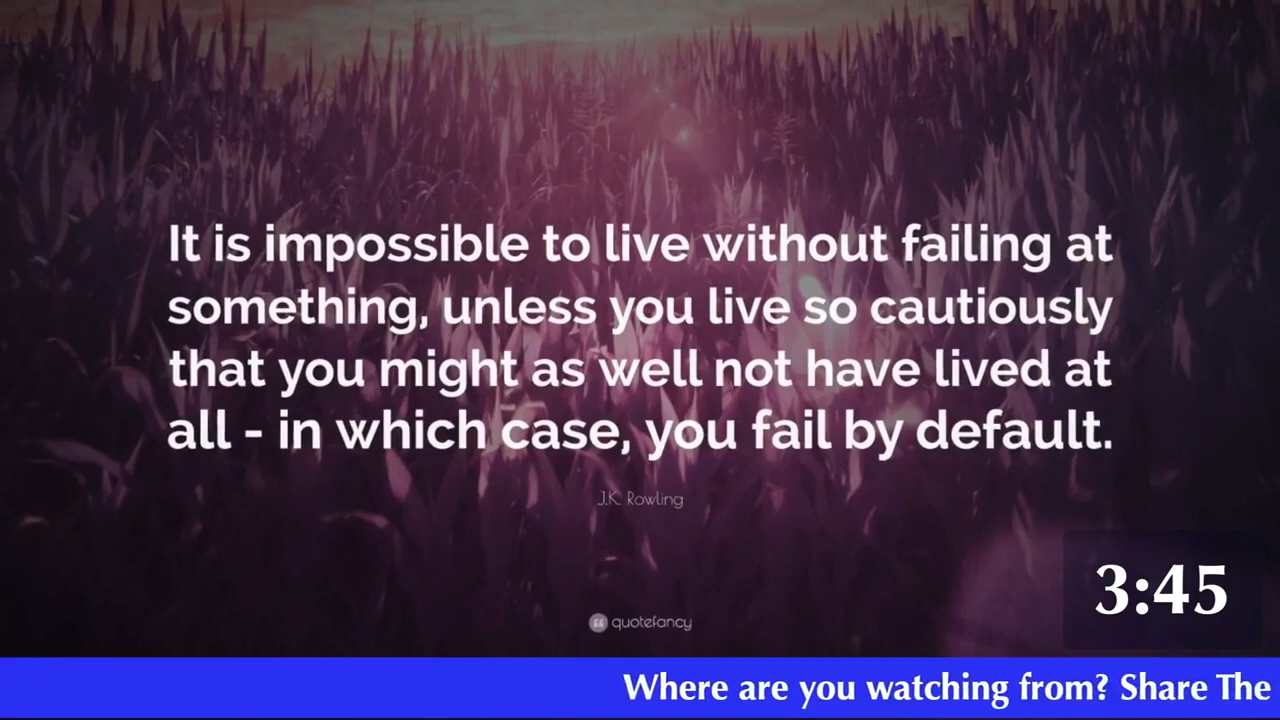 It is impossible to live without failing at
something, unless you live so cautiously
that you might as well not have lived at
all - in which case, you fail by default.
J.K. Rowling
quotefancy
3:45
Where are you watching from? Share The